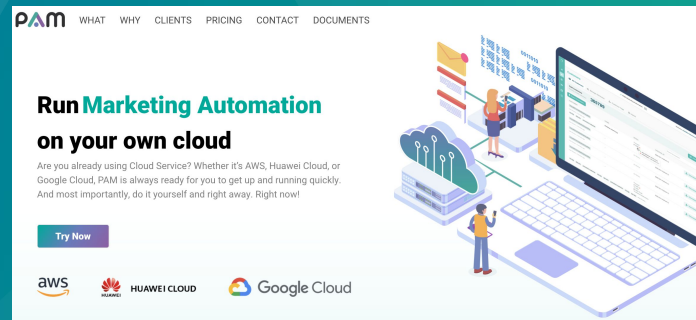 PAM WHAT WHY CLIENTS PRICING CONTACT DOCUMENTS
Run Marketing Automation
on your own cloud
Are you already using Cloud Service? Whether it's AWS, Huawei Cloud, or
Google Cloud, PAM is always ready for you to get up and running quickly.
And most importantly, do it yourself and right away. Right now!
Try Now
aws HUAWEI HUAWEI CLOUD Google Cloud